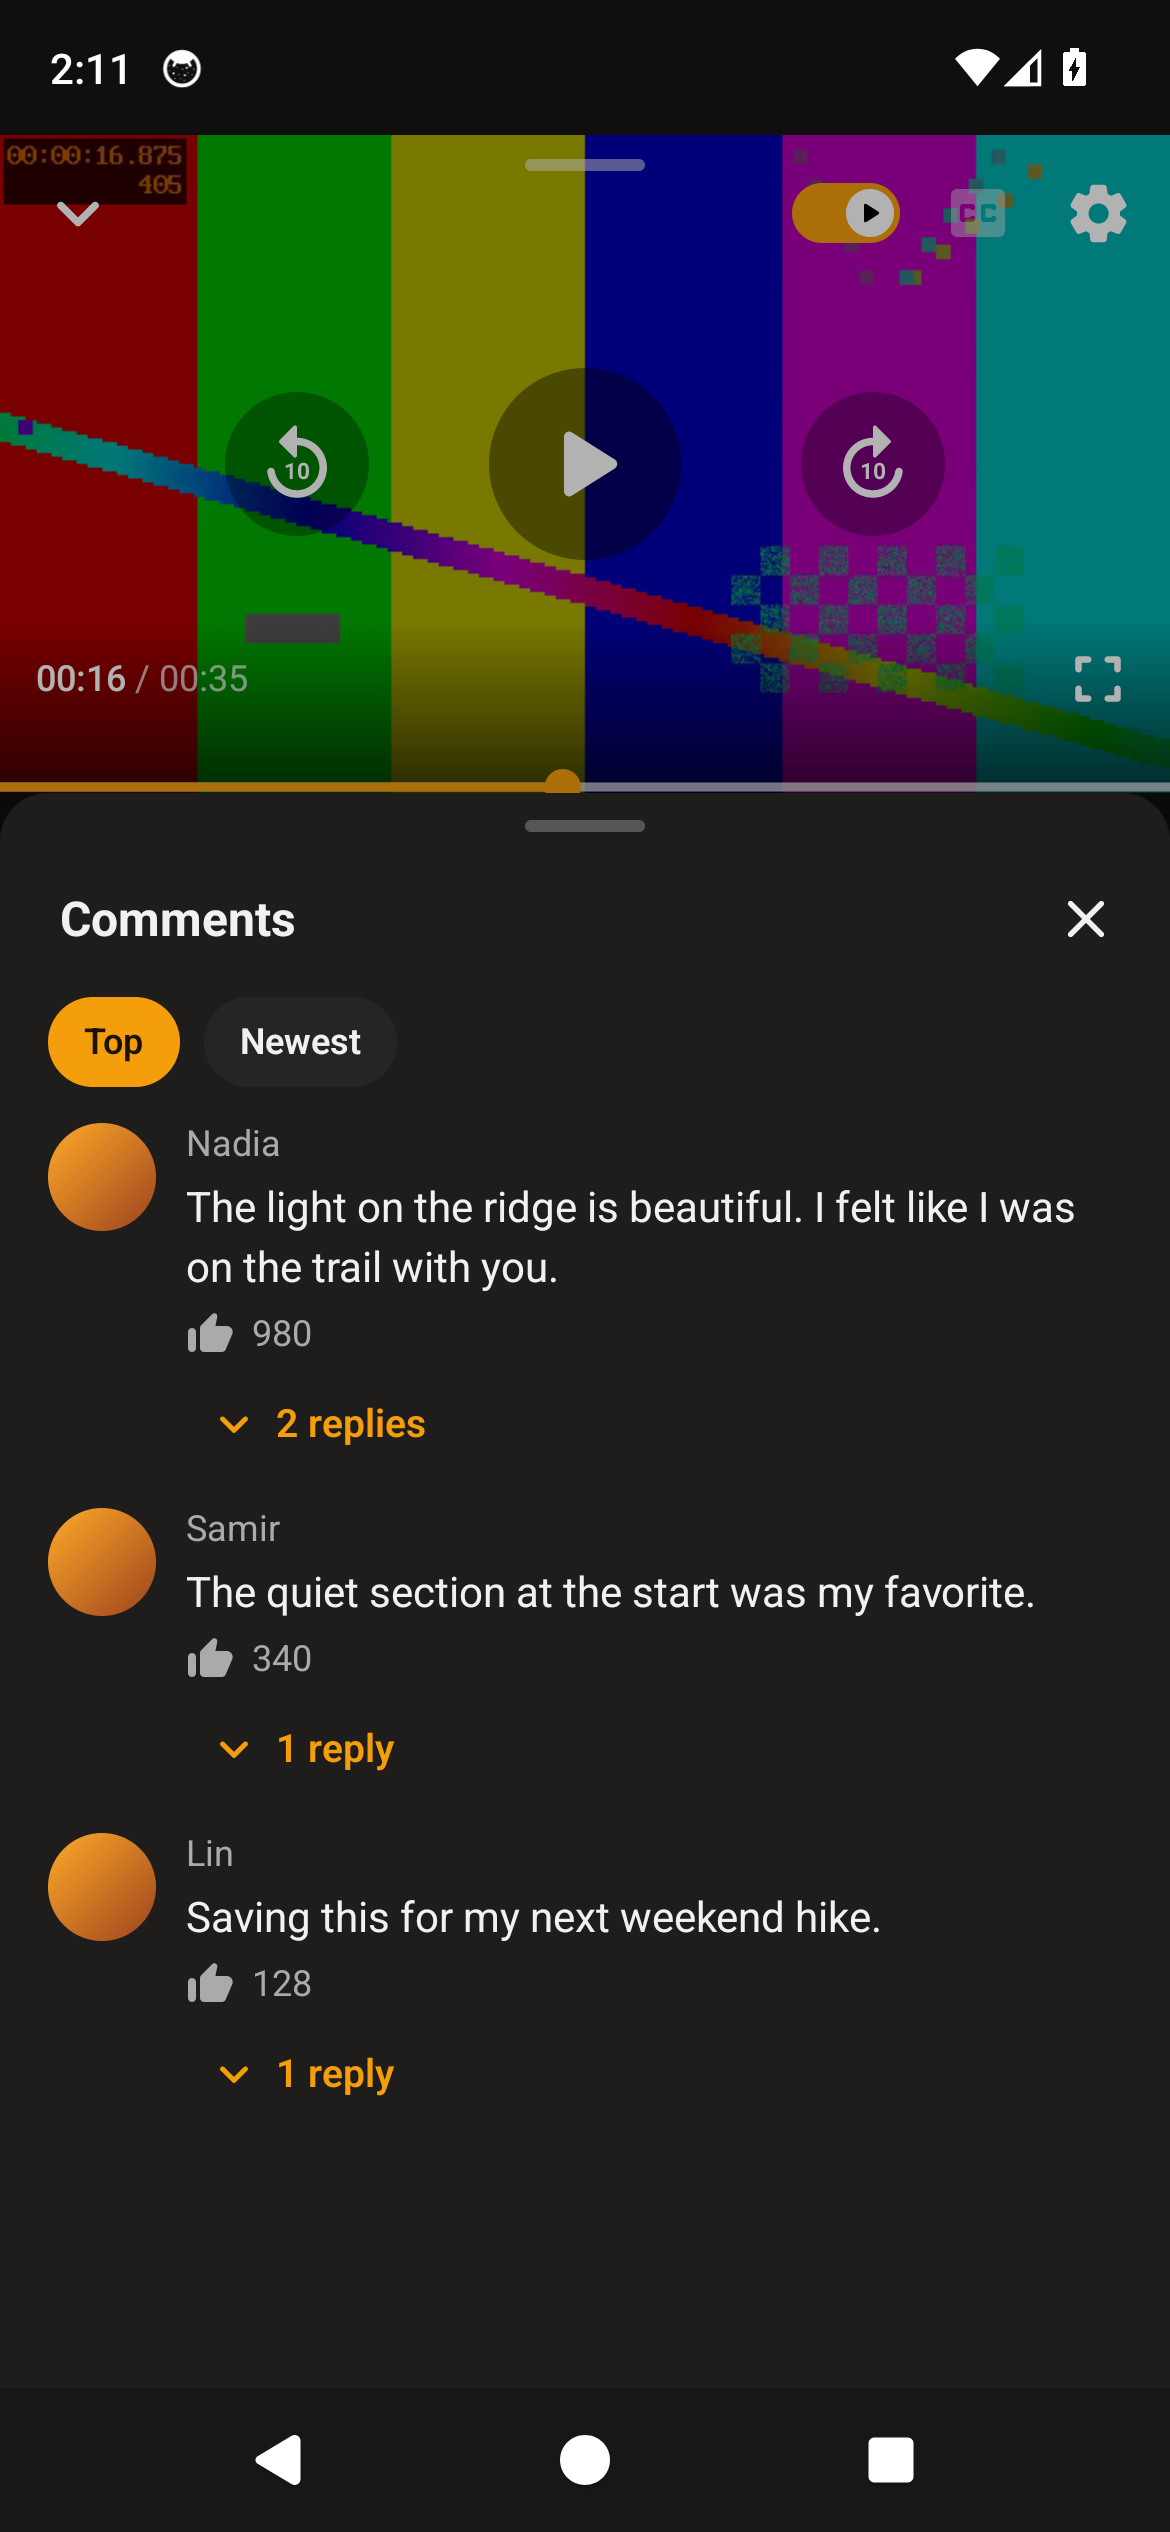 2:11
00:00:16.875
405
CC
10
10
00:16 / 00:35
Comments
Top
Newest
Nadia
The light on the ridge is beautiful. I felt like I was
on the trail with you.
980
2 replies
Samir
The quiet section at the start was my favorite.
340
1 reply
Lin
Saving this for my next weekend hike.
128
1 reply